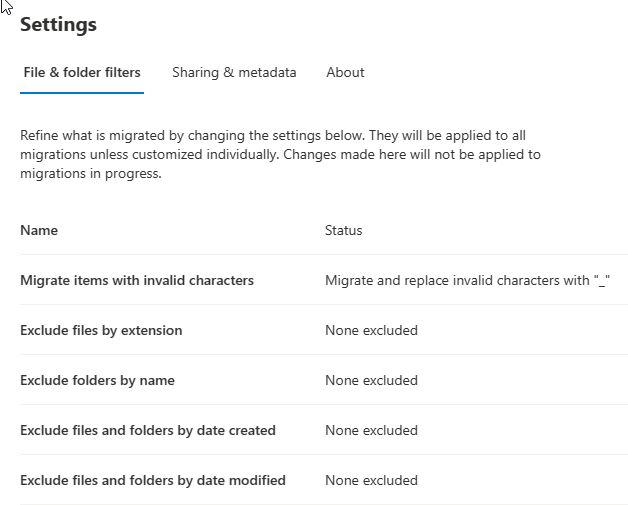 Settings
File & folder filters Sharing & metadata About
Refine what is migrated by changing the settings below. They will be applied to all
migrations unless customized individually. Changes made here will not be applied to
migrations in progress.
Name Status
Migrate items with invalid characters Migrate and replace invalid characters with "_"
Exclude files by extension None excluded
Exclude folders by name None excluded
Exclude files and folders by date created None excluded
Exclude files and folders by date modified None excluded